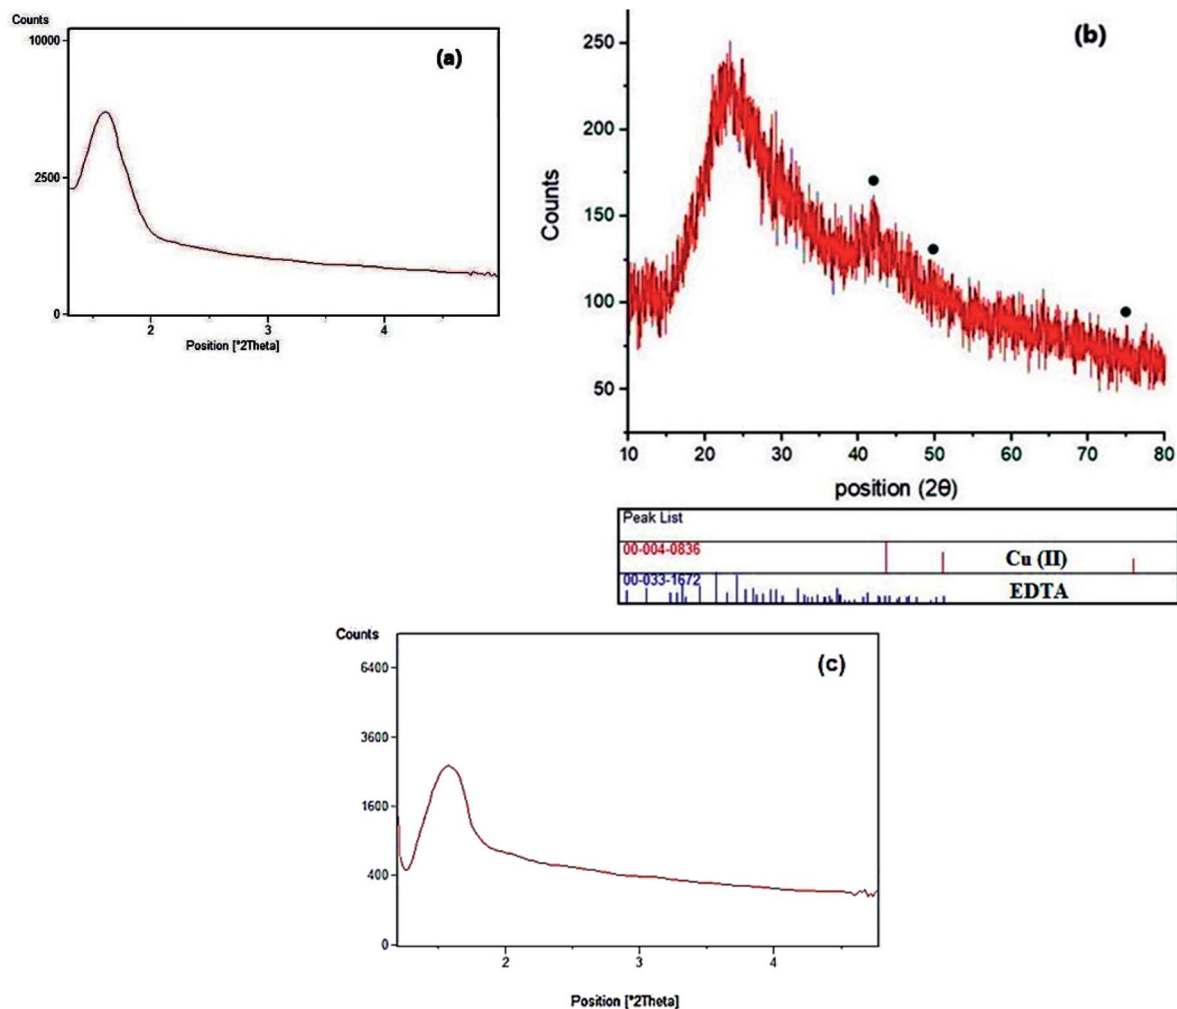 Counts
10000
(a)
2500
0
2
3
4
Position [°2Theta]
(b)
250
200
150
100
50
Counts
10
20
30
40
50
60
70
80
position (2θ)
Peak List
00-004-0836
Cu (II)
00-033-1672
EDTA
Counts
6400
(c)
3600
1600
400
0
2
3
4
Position [°2Theta]